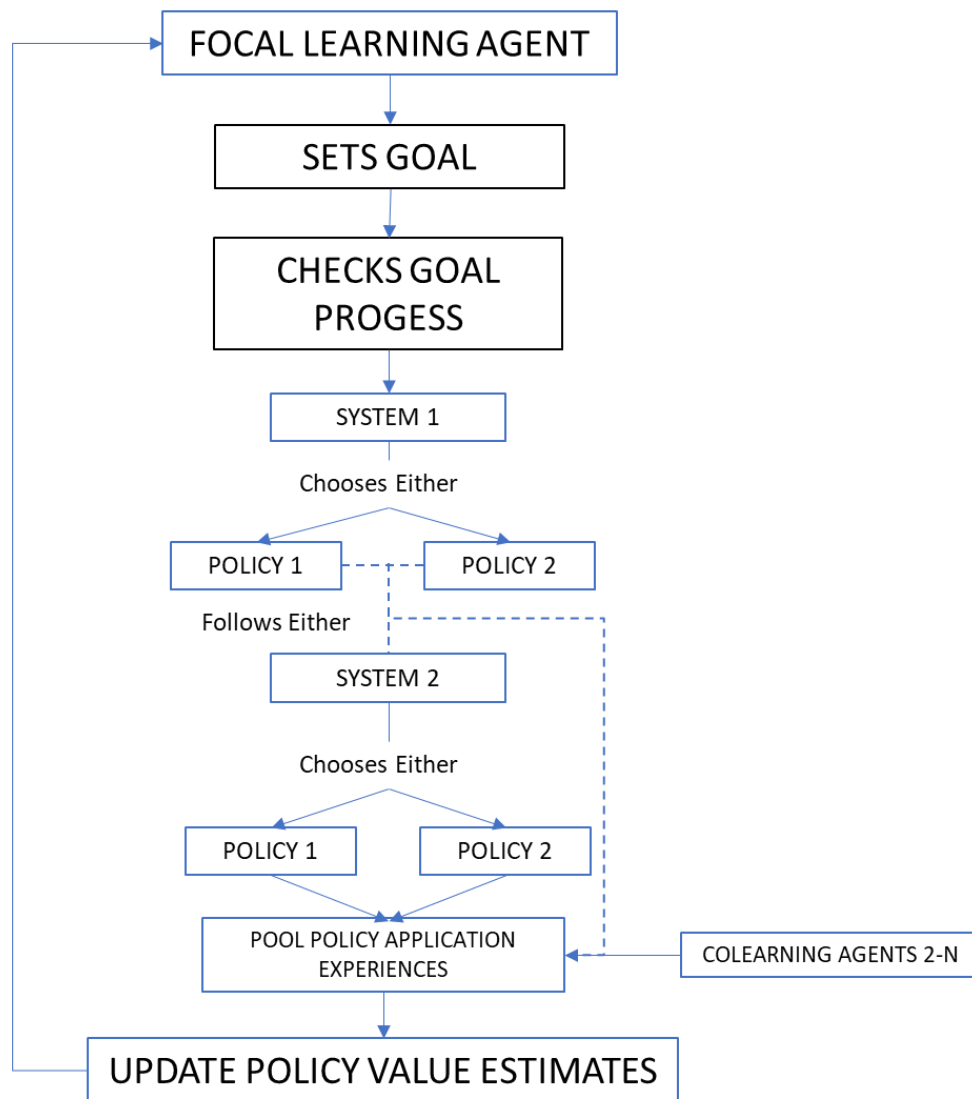 FOCAL LEARNING AGENT
SETS GOAL
CHECKS GOAL
PROGESS
SYSTEM 1
Chooses Either
POLICY 1
POLICY 2
Follows Either
SYSTEM 2
Chooses Either
POLICY 1
POLICY 2
POOL POLICY APPLICATION
EXPERIENCES
COLEARNING AGENTS 2-N
UPDATE POLICY VALUE ESTIMATES